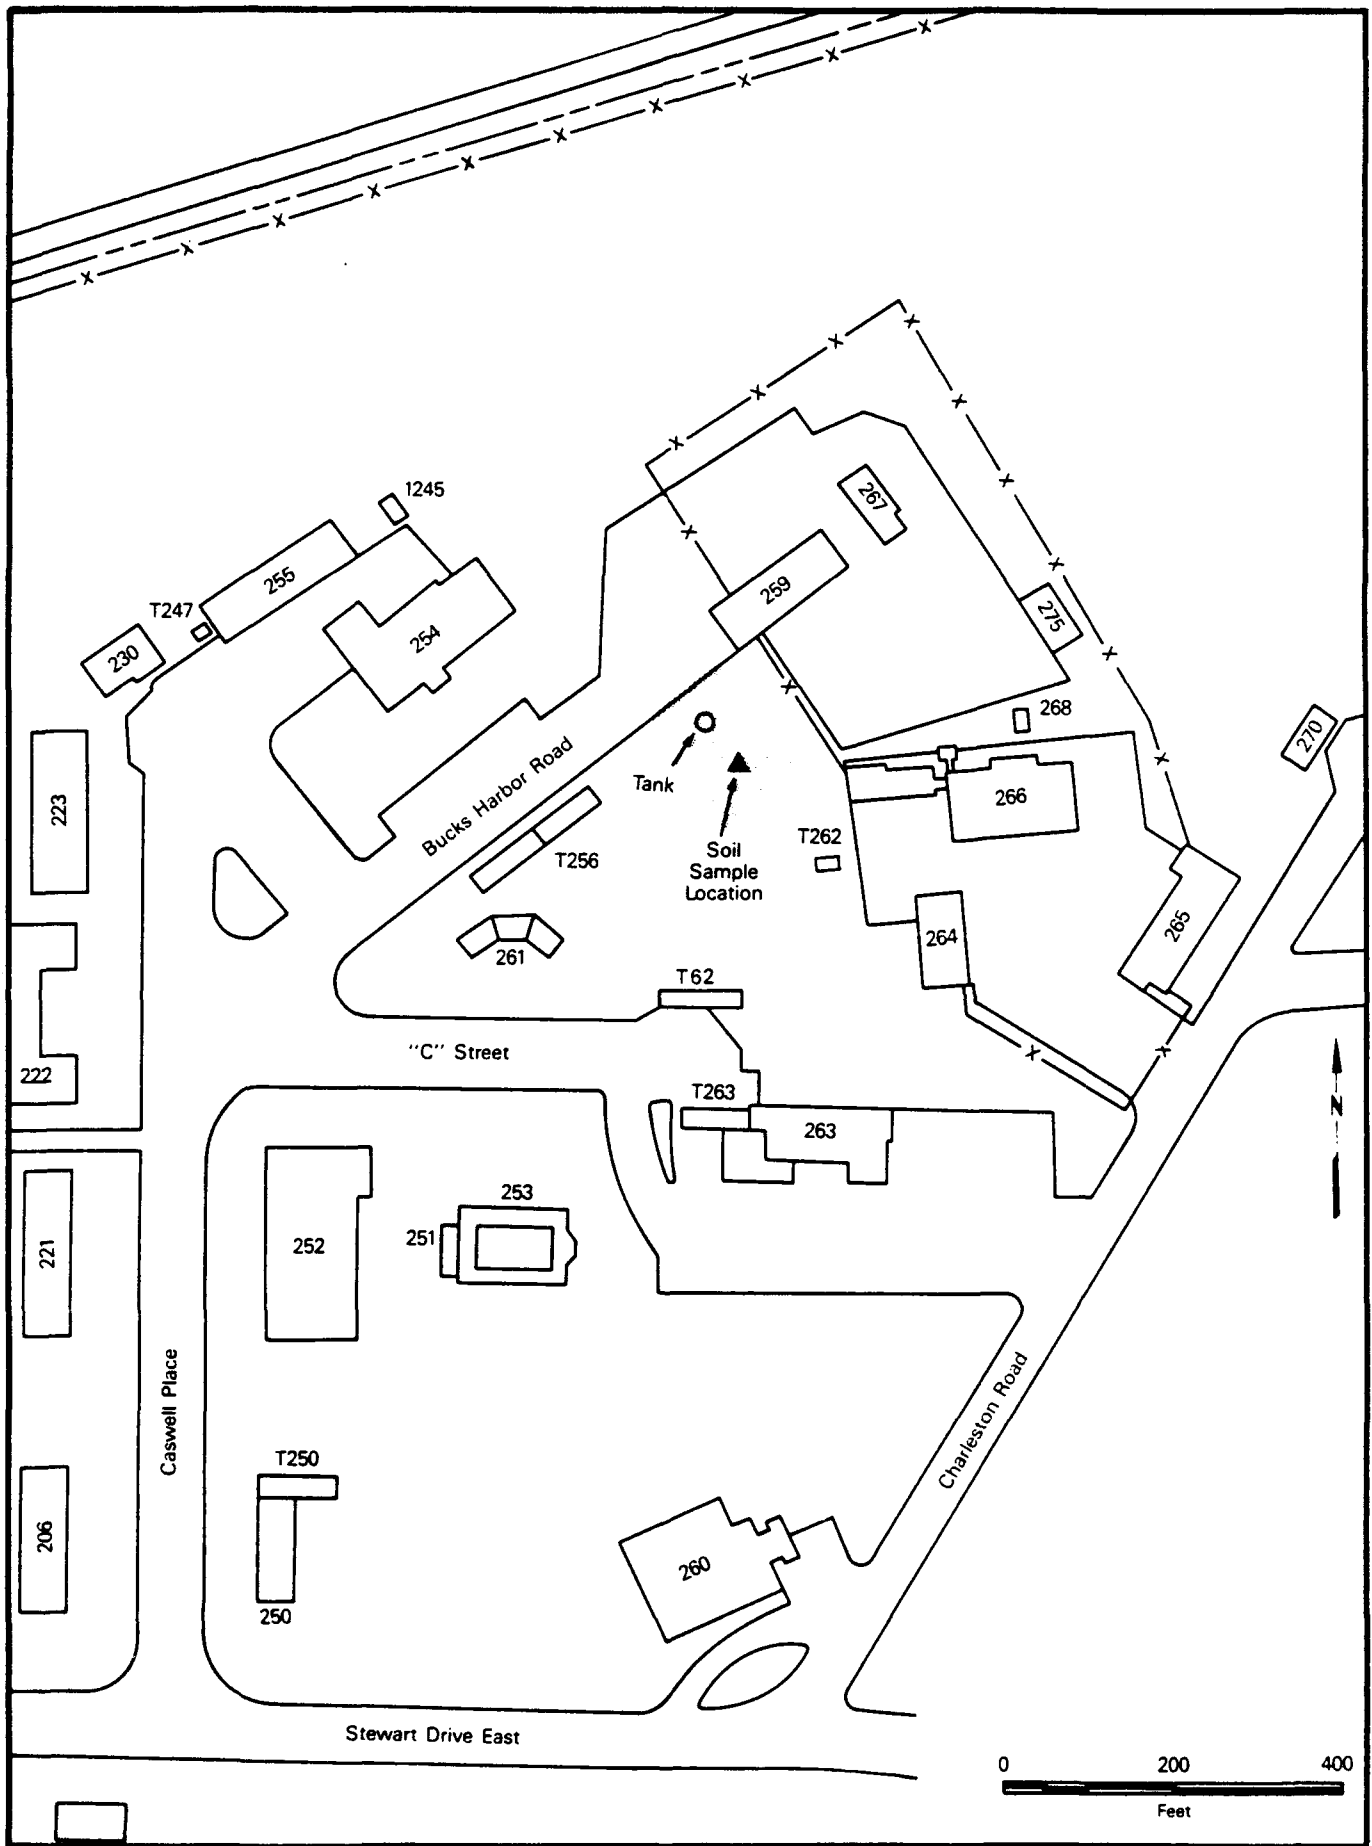 1245
255
T247
254
230
267
259
275
268
270
223
Bucks Harbor Road
Tank
266
T256
Soil
Sample
Location
T262
265
264
261
T62
"C" Street
222
T263
263
N
253
251
252
221
Caswell Place
Charleston Road
T250
206
250
260
Stewart Drive East
0 200 400
Feet